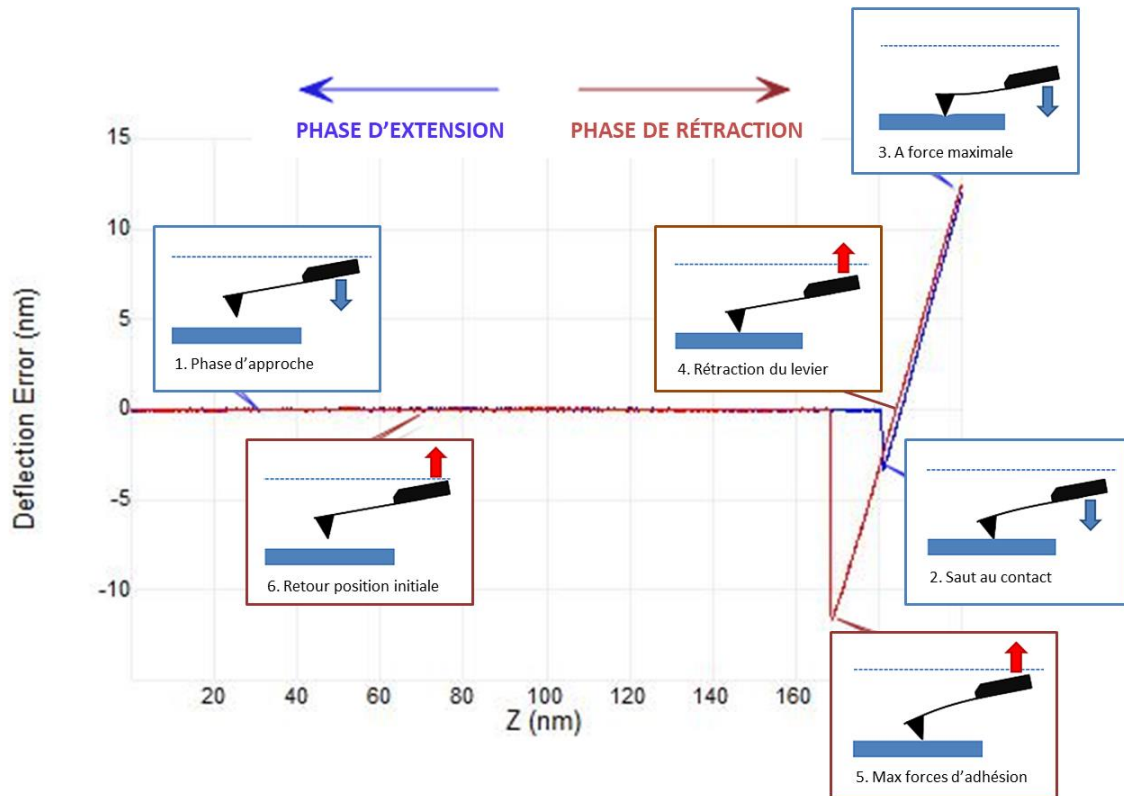 PHASE D'EXTENSION
PHASE DE RÉTRACTION
3. A force maximale
15
10
5
0
-5
-10
Deflection Error (nm)
1. Phase d'approche
4. Rétraction du levier
6. Retour position initiale
2. Saut au contact
20 40 60 80 100 120 140 160
Z (nm)
5. Max forces d'adhésion